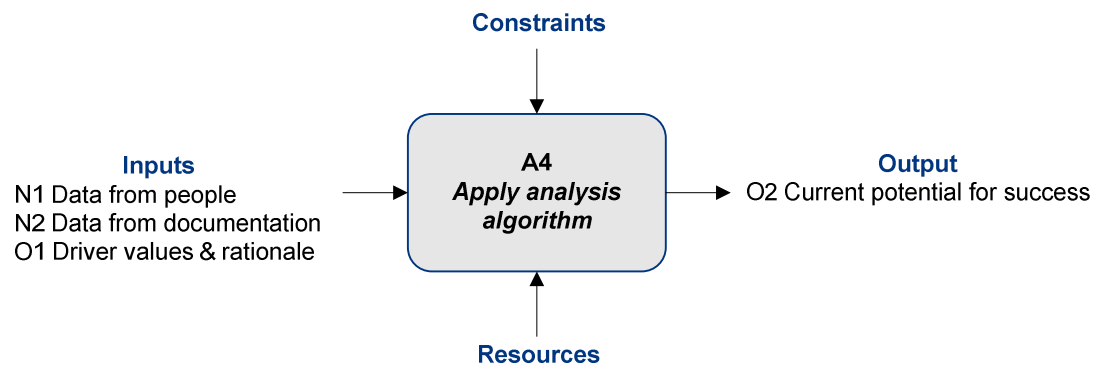 Constraints
Inputs
N1 Data from people
N2 Data from documentation
O1 Driver values & rationale
A4
Apply analysis
algorithm
Output
O2 Current potential for success
Resources